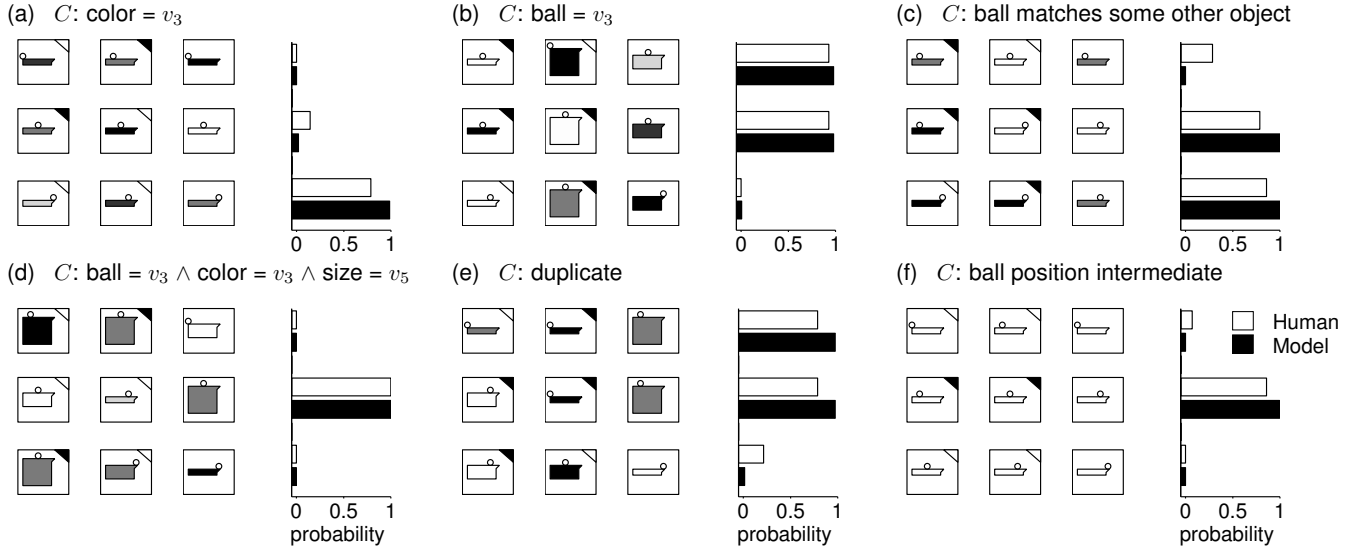 (a) C: color = v₃
(b) C: ball = v₃
(c) C: ball matches some other object
0 0.5 1
0 0.5 1
0 0.5 1
(d) C: ball = v₃ ∧ color = v₃ ∧ size = v₅
(e) C: duplicate
(f) C: ball position intermediate
Human
Model
0 0.5 1
probability
0 0.5 1
probability
0 0.5 1
probability